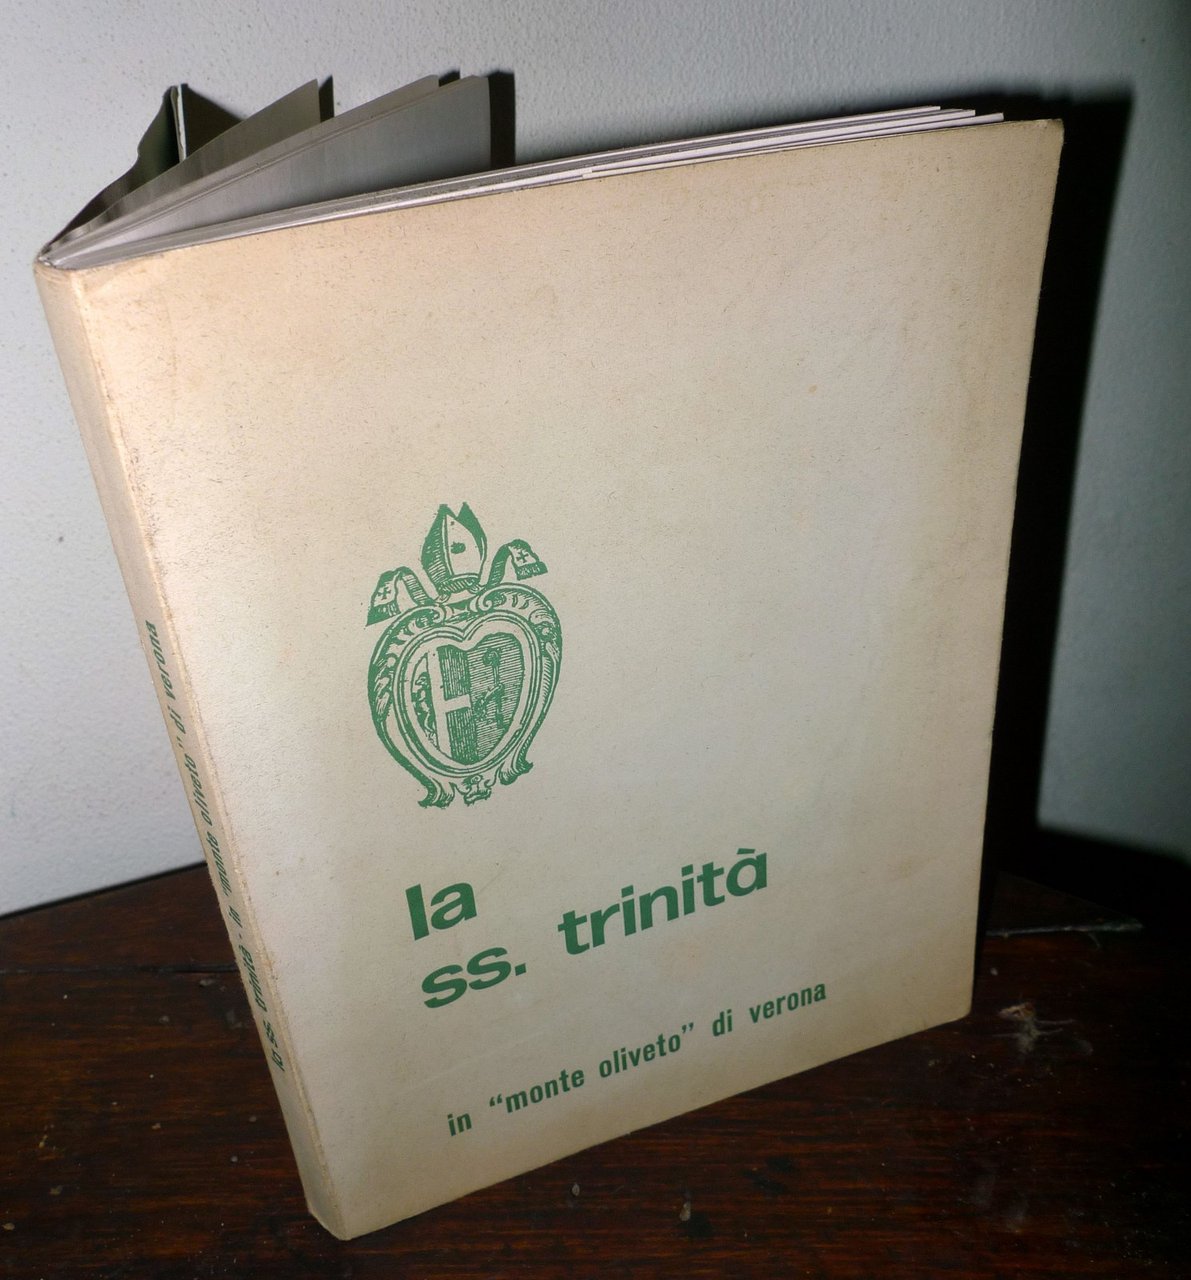 la
ss. trinità
in "monte oliveto" di verona
la ss. trinità - in "monte oliveto" di verona